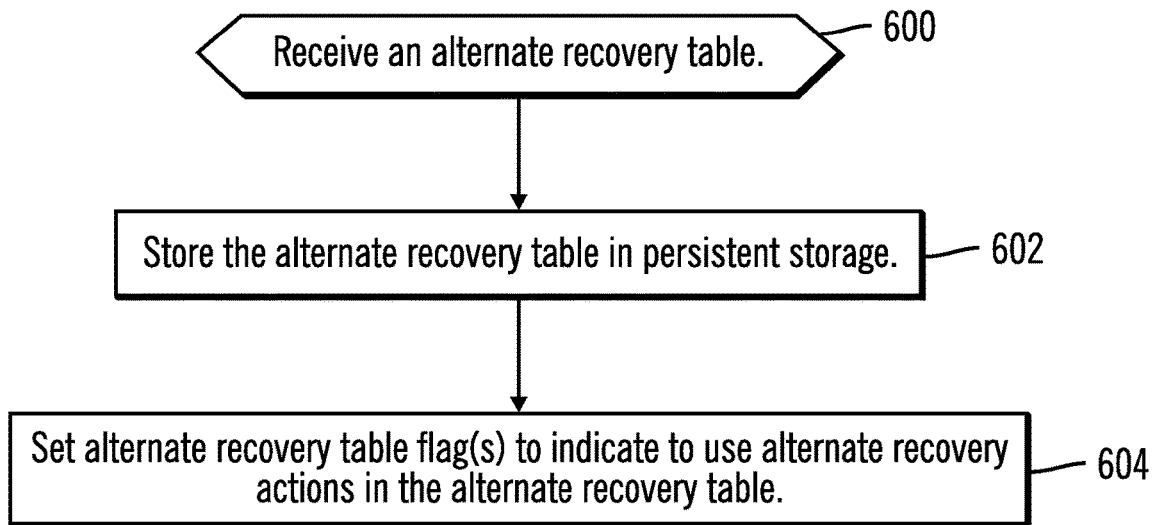 Receive an alternate recovery table.
600
Store the alternate recovery table in persistent storage.
602
Set alternate recovery table flag(s) to indicate to use alternate recovery
actions in the alternate recovery table.
604